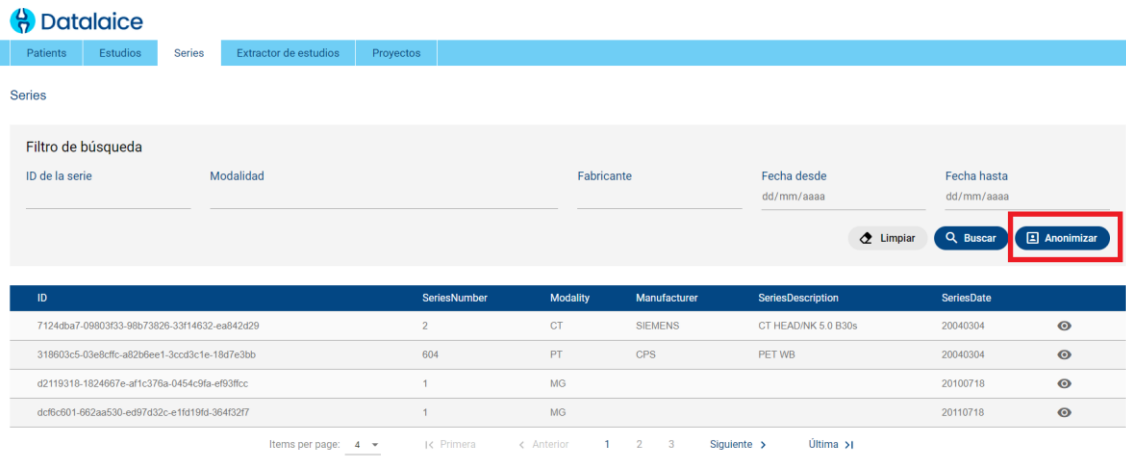 Datalaice
Patients Estudios Series Extractor de estudios Proyectos
Series
Filtro de búsqueda
ID de la serie Modalidad Fabricante Fecha desde Fecha hasta
dd/mm/aaaa dd/mm/aaaa
Limpiar Buscar Anonimizar
ID SeriesNumber Modality Manufacturer SeriesDescription SeriesDate
7124dba7-09803f33-98b73826-33f14632-ea842d29 2 CT SIEMENS CT HEAD/NK 5.0 B30s 20040304
318603c5-03e8cffc-a82b6ee1-3ccd3c1e-18d7e3bb 604 PT CPS PET WB 20040304
d2119318-1824667e-af1c376a-0454c9fa-ef93ffcc 1 MG 20100718
dcf6c601-662aa530-ed97d32c-e1fd19fd-364f32f7 1 MG 20110718
Items per page: 4 Primera Anterior 1 2 3 Siguiente Última